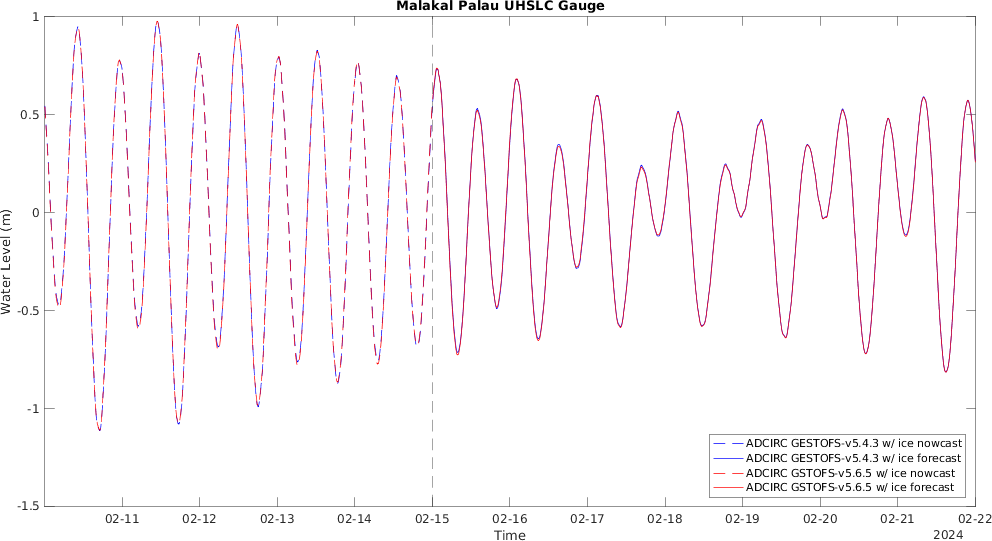 Malakal Palau UHSLC Gauge
1
0.5
0
-0.5
-1
-1.5
Water Level (m)
ADCIRC GESTOFS-v5.4.3 w/ ice nowcast
ADCIRC GESTOFS-v5.4.3 w/ ice forecast
ADCIRC GSTOFS-v5.6.5 w/ ice nowcast
ADCIRC GSTOFS-v5.6.5 w/ ice forecast
02-11 02-12 02-13 02-14 02-15 02-16 02-17 02-18 02-19 02-20 02-21 02-22
Time
2024